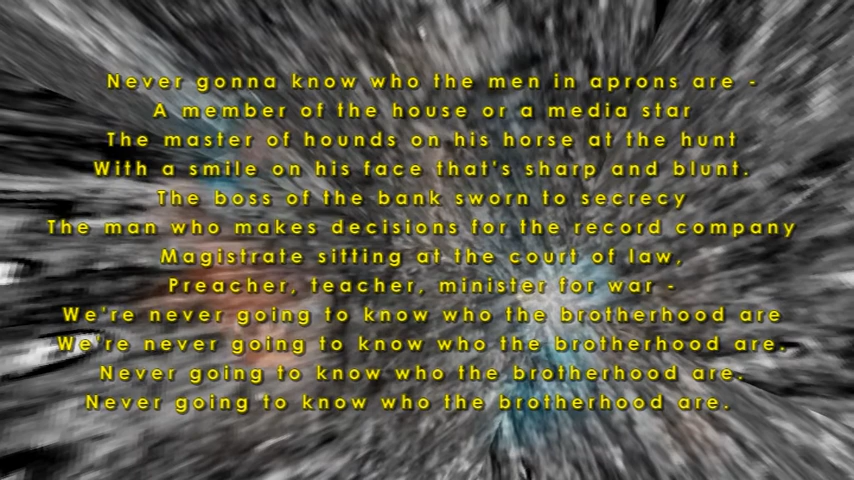 Never gonna know who the men in aprons are -
A member of the house or a media star
The master of hounds on his horse at the hunt
With a smile on his face that's sharp and blunt.
The boss of the bank sworn to secrecy
The man who makes decisions for the record company
Magistrate sitting at the court of law,
Preacher, teacher, minister for war -
We're never going to know who the brotherhood are
We're never going to know who the brotherhood are.
Never going to know who the brotherhood are.
Never going to know who the brotherhood are.